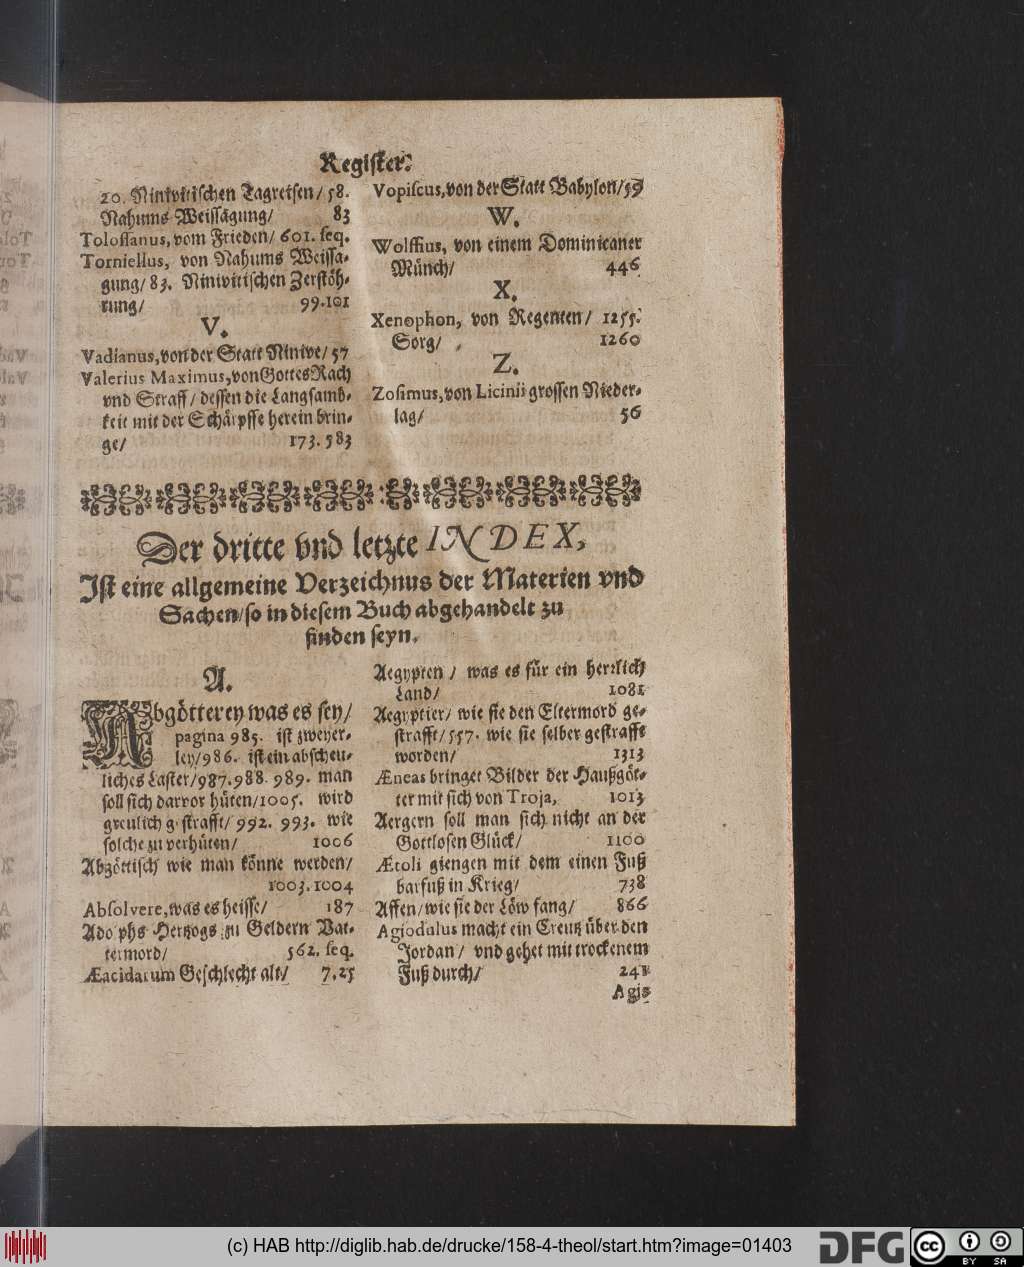 Register.
20. Ninivitischen Tagreisen/ 58.
Nahums Weissagung/ 83
Tolossanus, vom Frieden/ 601. seq.
Torniellus, von Nahums Weissa-
gung/ 83. Ninivitischen Zerstöh-
rung/ 99.101
V.
Vadianus, von der Statt Ninive/ 57
Valerius Maximus, von Gottes Rach
vnd Straff/ dessen die Langsamb-
keit mit der Schärpffe herein brin-
ge/ 173. 583
Vopiscus, von der Statt Babylon/ 59
W.
Wolffius, von einem Dominicaner
Münch/ 446
X.
Xenophon, von Regenten/ 1255.
Sorg/ 1260
Z.
Zosimus, von Licinii grossen Nieder-
lag/ 56
Der dritte vnd letzte INDEX,
Ist eine allgemeine Verzeichnus der Materien vnd
Sachen/ so in diesem Buch abgehandelt zu
finden seyn.
A.
Abgötterey was es sey/
pagina 985. ist zweyer-
ley/ 986. ist ein abscheu-
liches Laster/ 987.988. 989. man
soll sich darvor hüten/ 1005. wird
greulich gestrafft/ 992. 993. wie
solche zu verhüten/ 1006
Abgöttisch wie man könne werden/
1003. 1004
Absolvere, was es heisse/ 187
Adolphs Hertzogs zu Geldern Vat-
termord/ 562. seq.
Æacidarum Geschlecht alt/ 7.25
Aegypten/ was es für ein herrlich
Land/ 1081
Aegyptier/ wie sie den Eltermord ge-
strafft/ 557. wie sie selber gestrafft
worden/ 1313
Æneas bringet Bilder der Haußgöt-
ter mit sich von Troja, 1013
Aergern soll man sich nicht an der
Gottlosen Glück/ 1100
Ætoli giengen mit dem einen Fuß
barfuß in Krieg/ 738
Affen/ wie sie der Löw fang/ 866
Agiodulus macht ein Creutz über den
Jordan/ vnd gehet mit trockenem
Fuß durch/ 241
Agis
(c) HAB http://diglib.hab.de/drucke/158-4-theol/start.htm?image=01403
DFG
cc BY SA